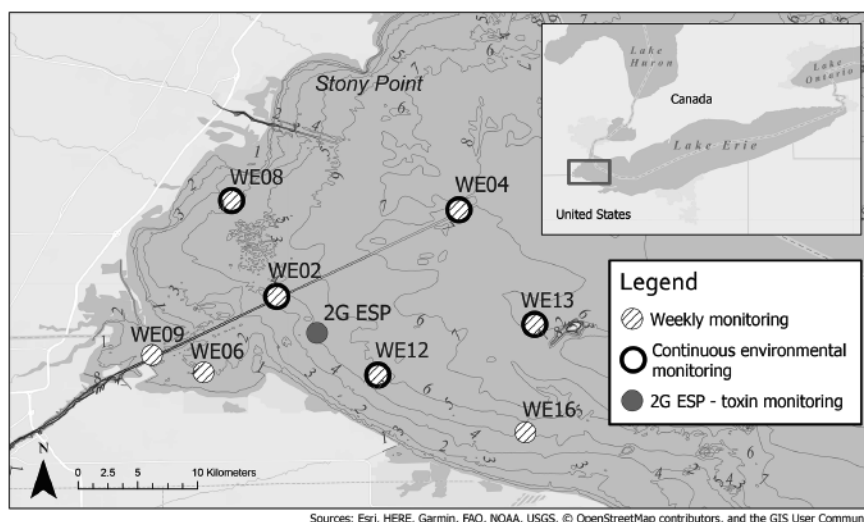 Stony Point
WE08
WE04
WE02
2G ESP
WE13
WE09
WE06
WE12
WE16
N
0 2.5 5 10 Kilometers
Lake
Huron
Lake
Ontario
Canada
Lake Erie
United States
Legend
Weekly monitoring
Continuous environmental
monitoring
2G ESP - toxin monitoring
Sources: Esri, HERE, Garmin, FAO, NOAA, USGS, © OpenStreetMap contributors, and the GIS User Commun